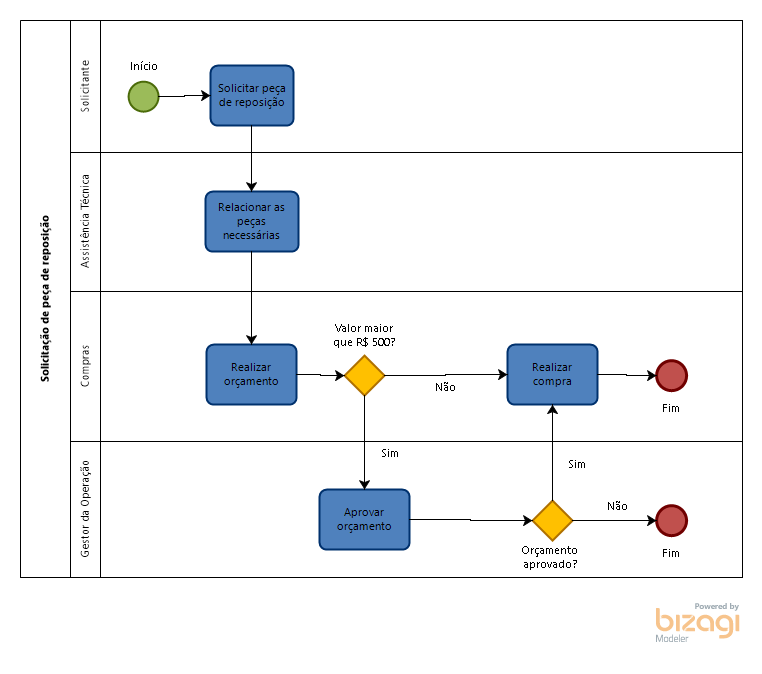 Solicitação de peça de reposição
Solicitante
Início
Solicitar peça
de reposição
Assistência Técnica
Relacionar as
peças
necessárias
Compras
Realizar
orçamento
Valor maior
que R$ 500?
Não
Realizar
compra
Fim
Gestor da Operação
Sim
Aprovar
orçamento
Sim
Orçamento
aprovado?
Não
Fim
Powered by
bizagi
Modeler